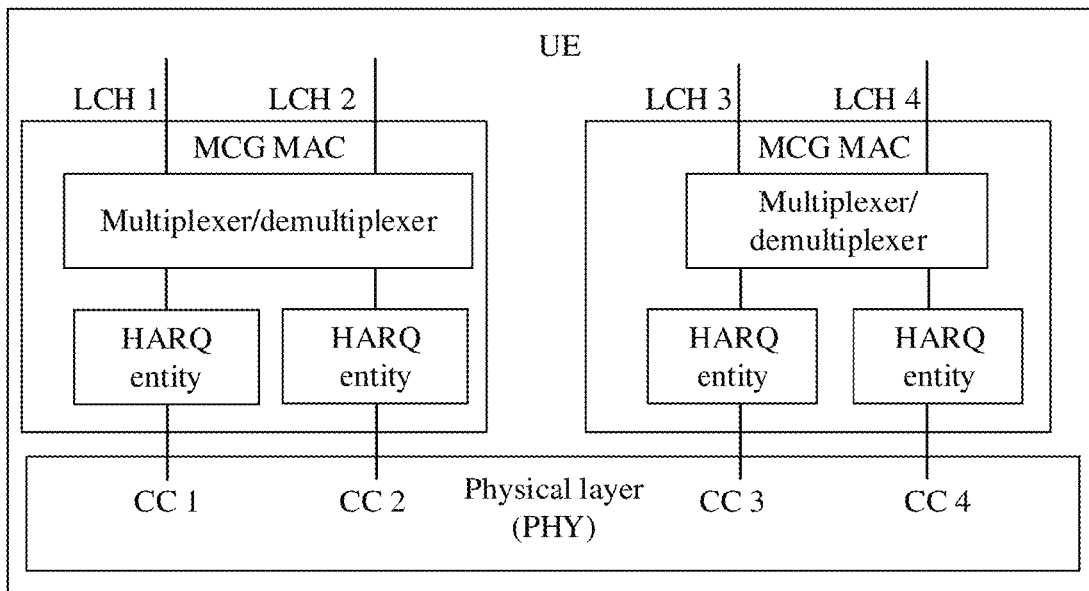 UE
LCH 1
LCH 2
LCH 3
LCH 4
MCG MAC
MCG MAC
Multiplexer/demultiplexer
Multiplexer/
demultiplexer
HARQ
entity
HARQ
entity
HARQ
entity
HARQ
entity
CC 1
CC 2
Physical layer
(PHY)
CC 3
CC 4